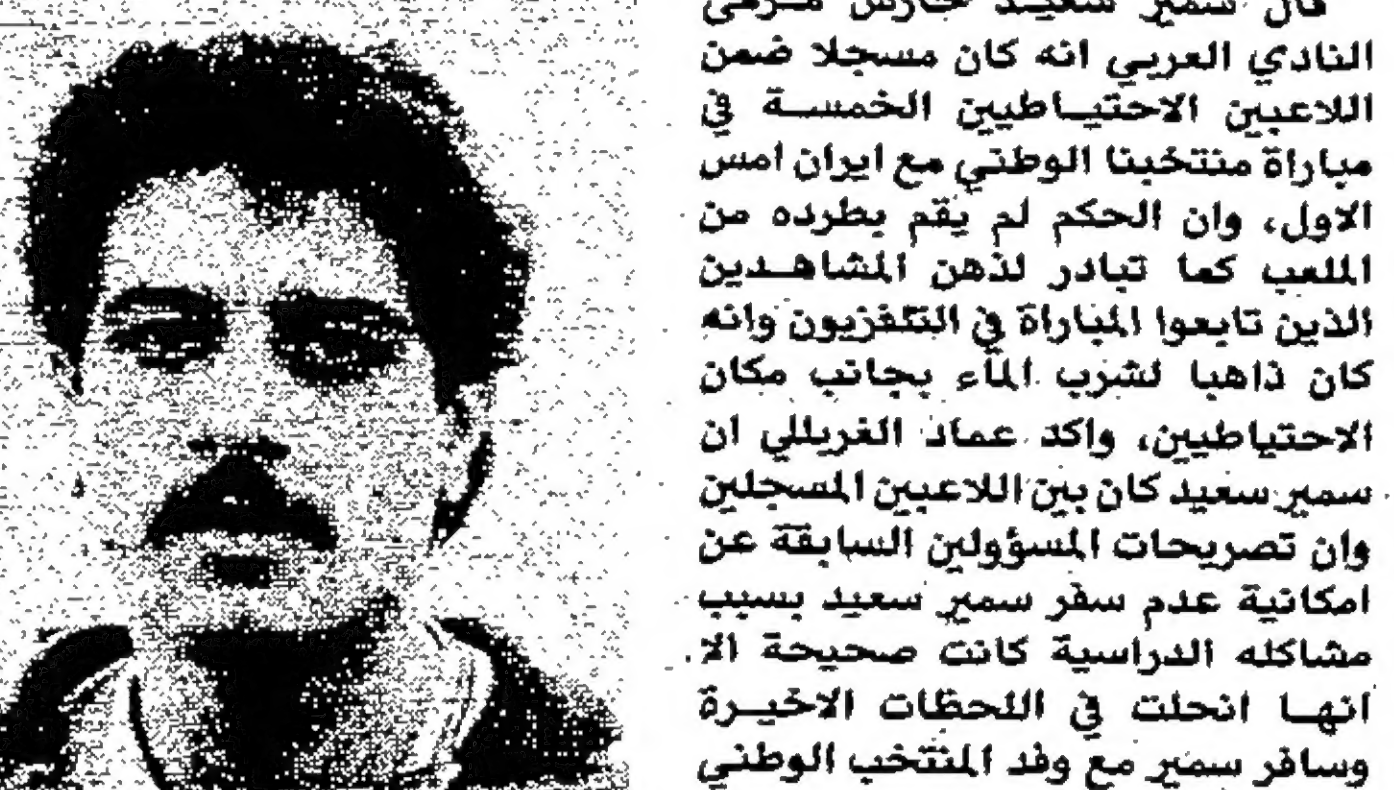 قال سمير سعيد حارس مرمى
النادي العربي انه كان مسجلا ضمن
اللاعبين الاحتياطيين الخمسة في
مباراة منتخبنا الوطني مع ايران امس
الاول، وان الحكم لم يقم بطرده من
الملعب كما تبادر لذهن المشاهدين
الذين تابعوا المباراة في التلفزيون وانه
كان ذاهبا لشرب الماء بجانب مكان
الاحتياطيين، واكد عماد الغربللي ان
سمير سعيد كان بين اللاعبين المسجلين
وان تصريحات المسؤولين السابقة عن
امكانية عدم سفر سمير سعيد بسبب
مشاكله الدراسية كانت صحيحة الا
انها انحلت في اللحظات الاخيرة
وسافر سمير مع وفد المنتخب الوطني